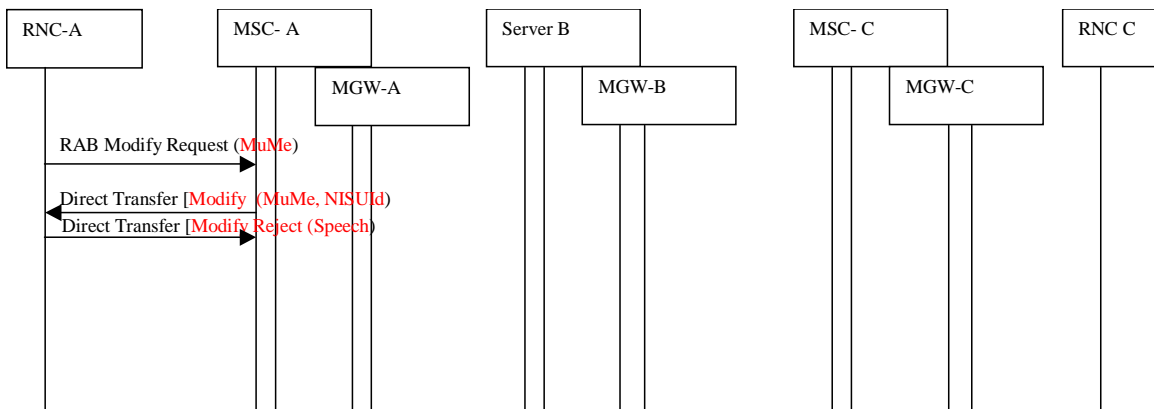 RNC-A
MSC- A
Server B
MSC- C
RNC C
MGW-A
MGW-B
MGW-C
RAB Modify Request (MuMe)
Direct Transfer [Modify (MuMe, NISUId)
Direct Transfer [Modify Reject (Speech)